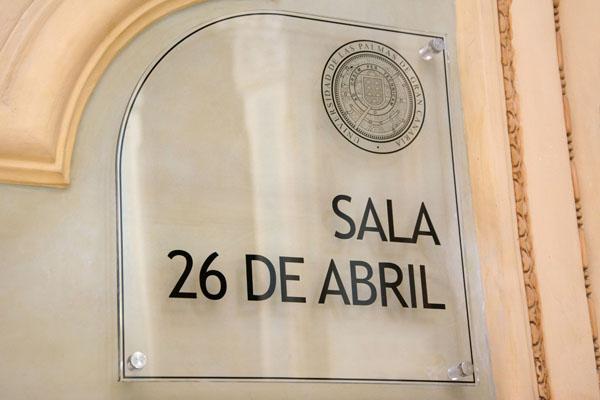 UNIVERSIDAD DE LAS PALMAS DE GRAN CANARIA
SALA
26 DE ABRIL